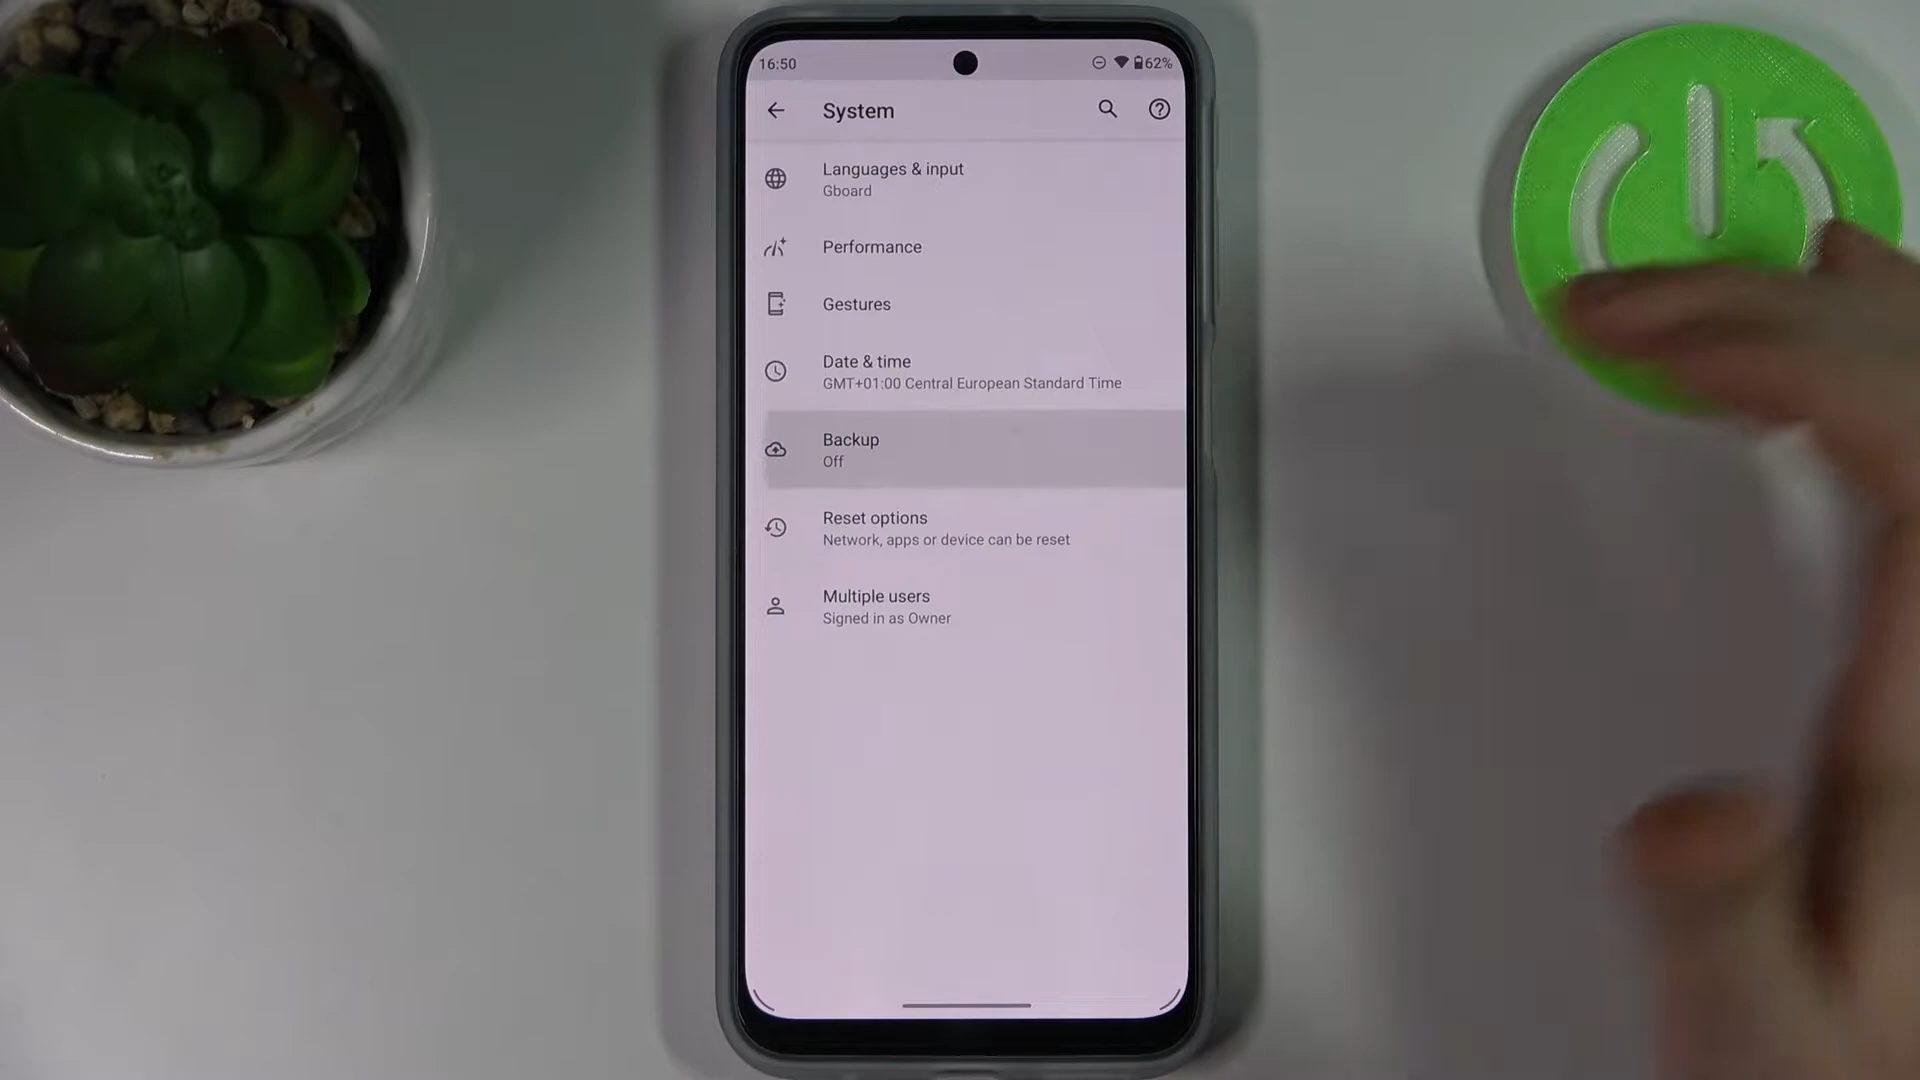 16:50
62%
System
Languages & input
Gboard
Performance
Gestures
Date & time
GMT+01:00 Central European Standard Time
Backup
Off
Reset options
Network, apps or device can be reset
Multiple users
Signed in as Owner